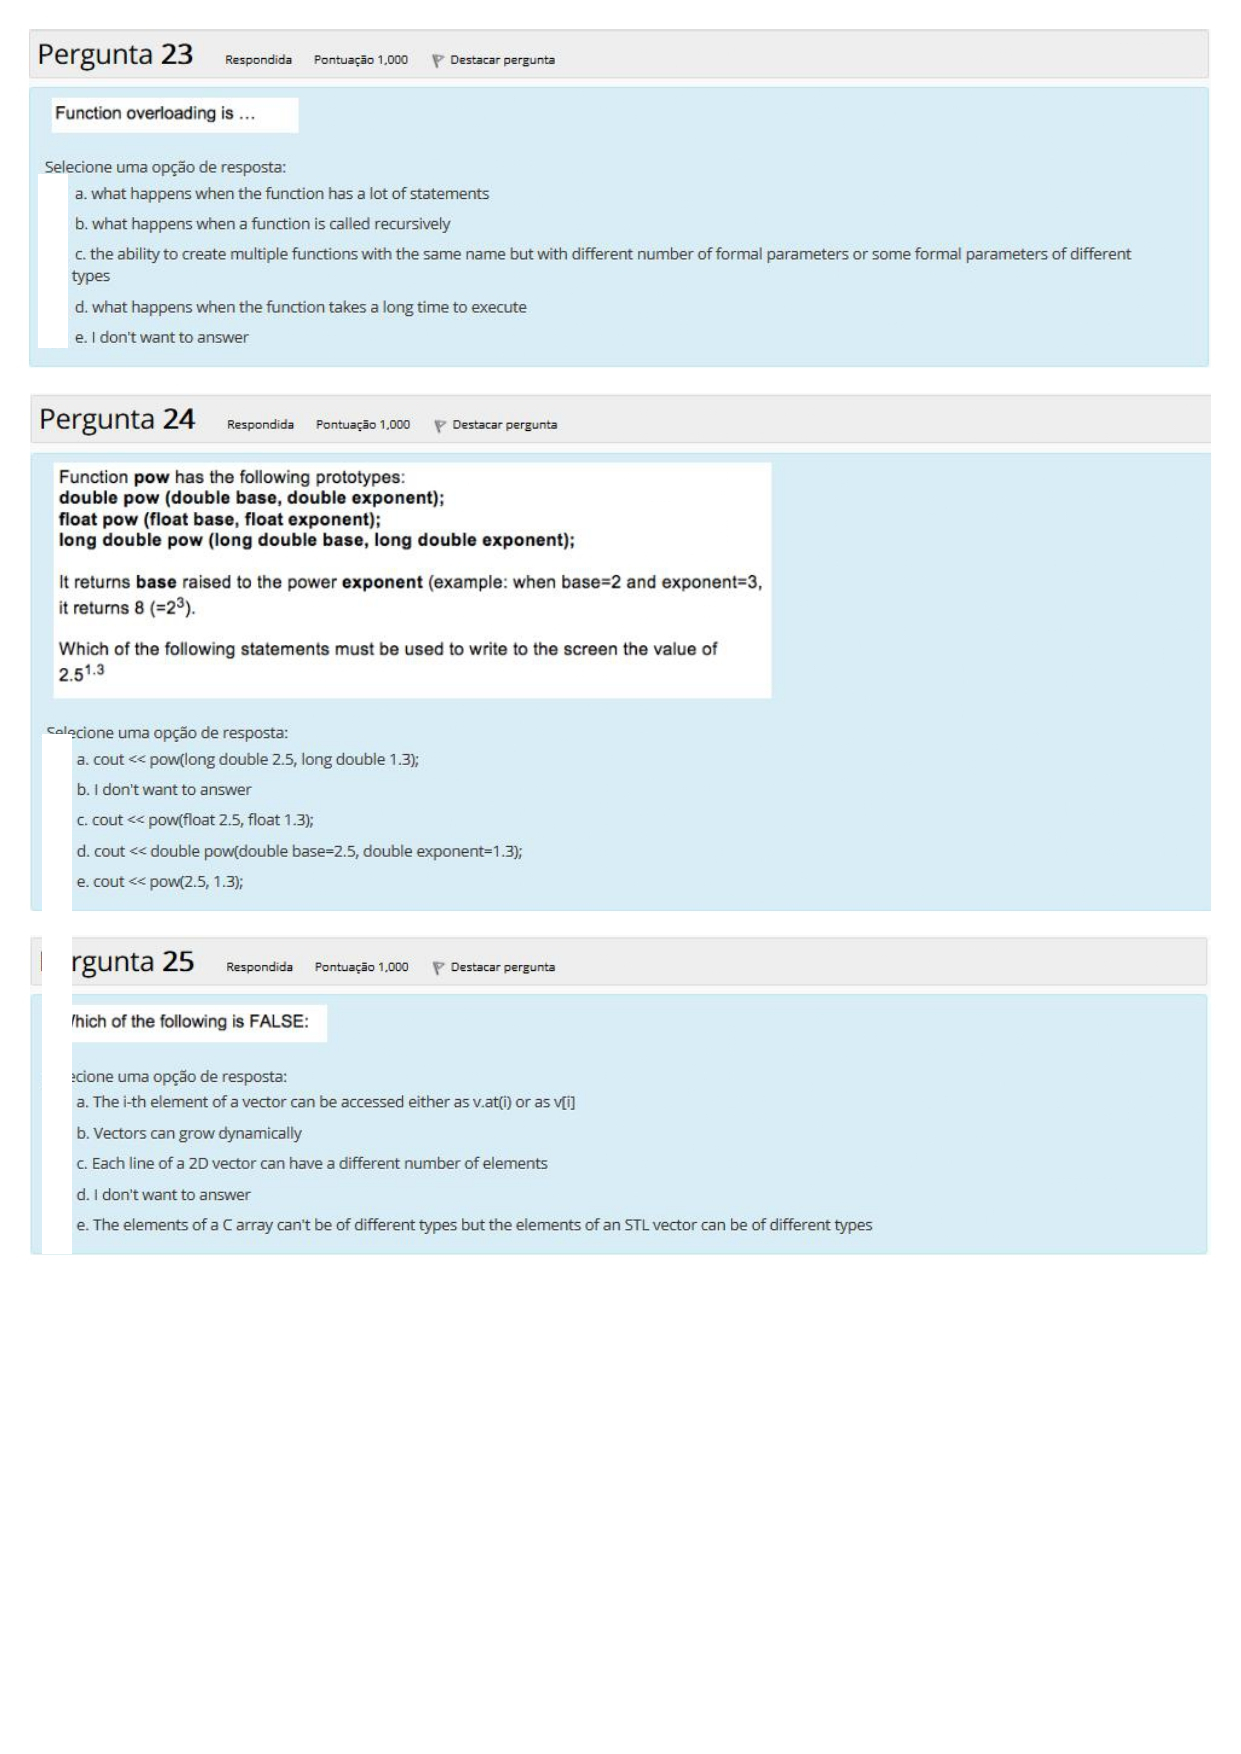 Pergunta 23 Respondida Pontuação 1,000 Destacar pergunta
Function overloading is ...
Selecione uma opção de resposta:
a. what happens when the function has a lot of statements
b. what happens when a function is called recursively
c. the ability to create multiple functions with the same name but with different number of formal parameters or some formal parameters of different
types
d. what happens when the function takes a long time to execute
e. I don't want to answer
Pergunta 24 Respondida Pontuação 1,000 Destacar pergunta
Function pow has the following prototypes:
double pow (double base, double exponent);
float pow (float base, float exponent);
long double pow (long double base, long double exponent);
It returns base raised to the power exponent (example: when base=2 and exponent=3,
it returns 8 (=2³).
Which of the following statements must be used to write to the screen the value of
2.5¹·³
Selecione uma opção de resposta:
a. cout << pow(long double 2.5, long double 1.3);
b. I don't want to answer
c. cout << pow(float 2.5, float 1.3);
d. cout << double pow(double base=2.5, double exponent=1.3);
e. cout << pow(2.5, 1.3);
rgunta 25 Respondida Pontuação 1,000 Destacar pergunta
hich of the following is FALSE:
ecione uma opção de resposta:
a. The i-th element of a vector can be accessed either as v.at(i) or as v[i]
b. Vectors can grow dynamically
c. Each line of a 2D vector can have a different number of elements
d. I don't want to answer
e. The elements of a C array can't be of different types but the elements of an STL vector can be of different types